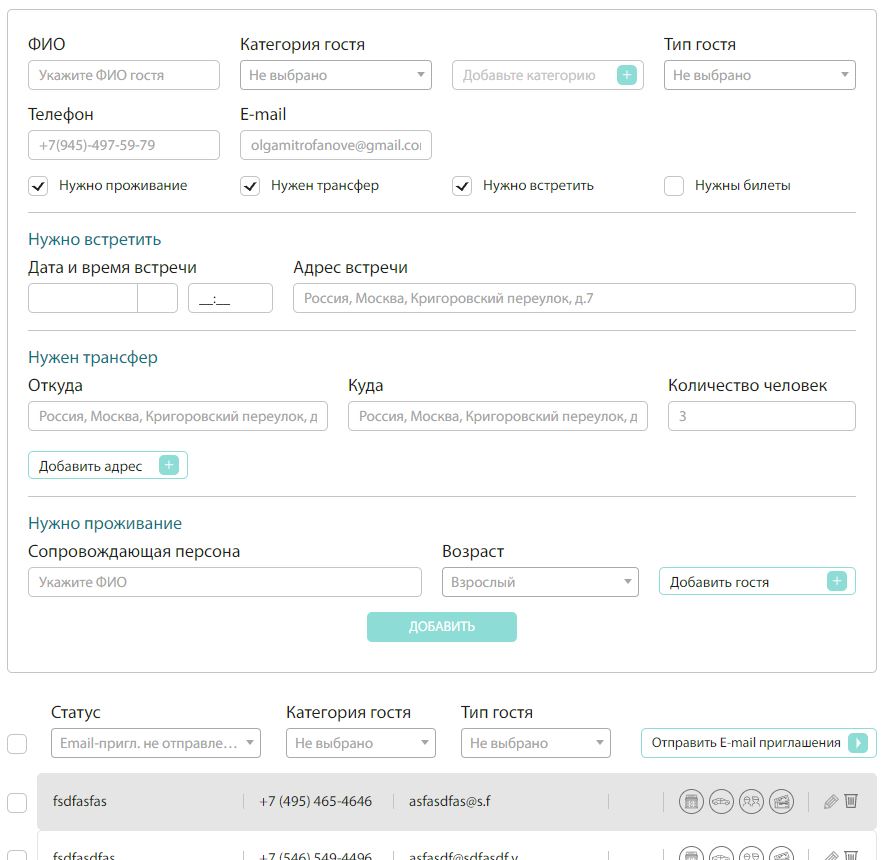 ФИО Категория гостя Тип гостя
Укажите ФИО гостя Не выбрано Добавьте категорию Не выбрано
Телефон E-mail
+7(945)-497-59-79 olgamitrofanove@gmail.co
Нужно проживание Нужен трансфер Нужно встретить Нужны билеты
Нужно встретить
Дата и время встречи Адрес встречи
__:__ Россия, Москва, Кригоровский переулок, д.7
Нужен трансфер
Откуда Куда Количество человек
Россия, Москва, Кригоровский переулок, д Россия, Москва, Кригоровский переулок, д 3
Добавить адрес
Нужно проживание
Сопровождающая персона Возраст
Укажите ФИО Взрослый Добавить гостя
ДОБАВИТЬ
Статус Категория гостя Тип гостя
Email-пригл. не отправле... Не выбрано Не выбрано Отправить E-mail приглашения
fsdfasfas +7 (495) 465-4646 asfasdfas@s.f
fsdfasdfas +7 (546) 549-4496 asfasdf@sdfasdf.v